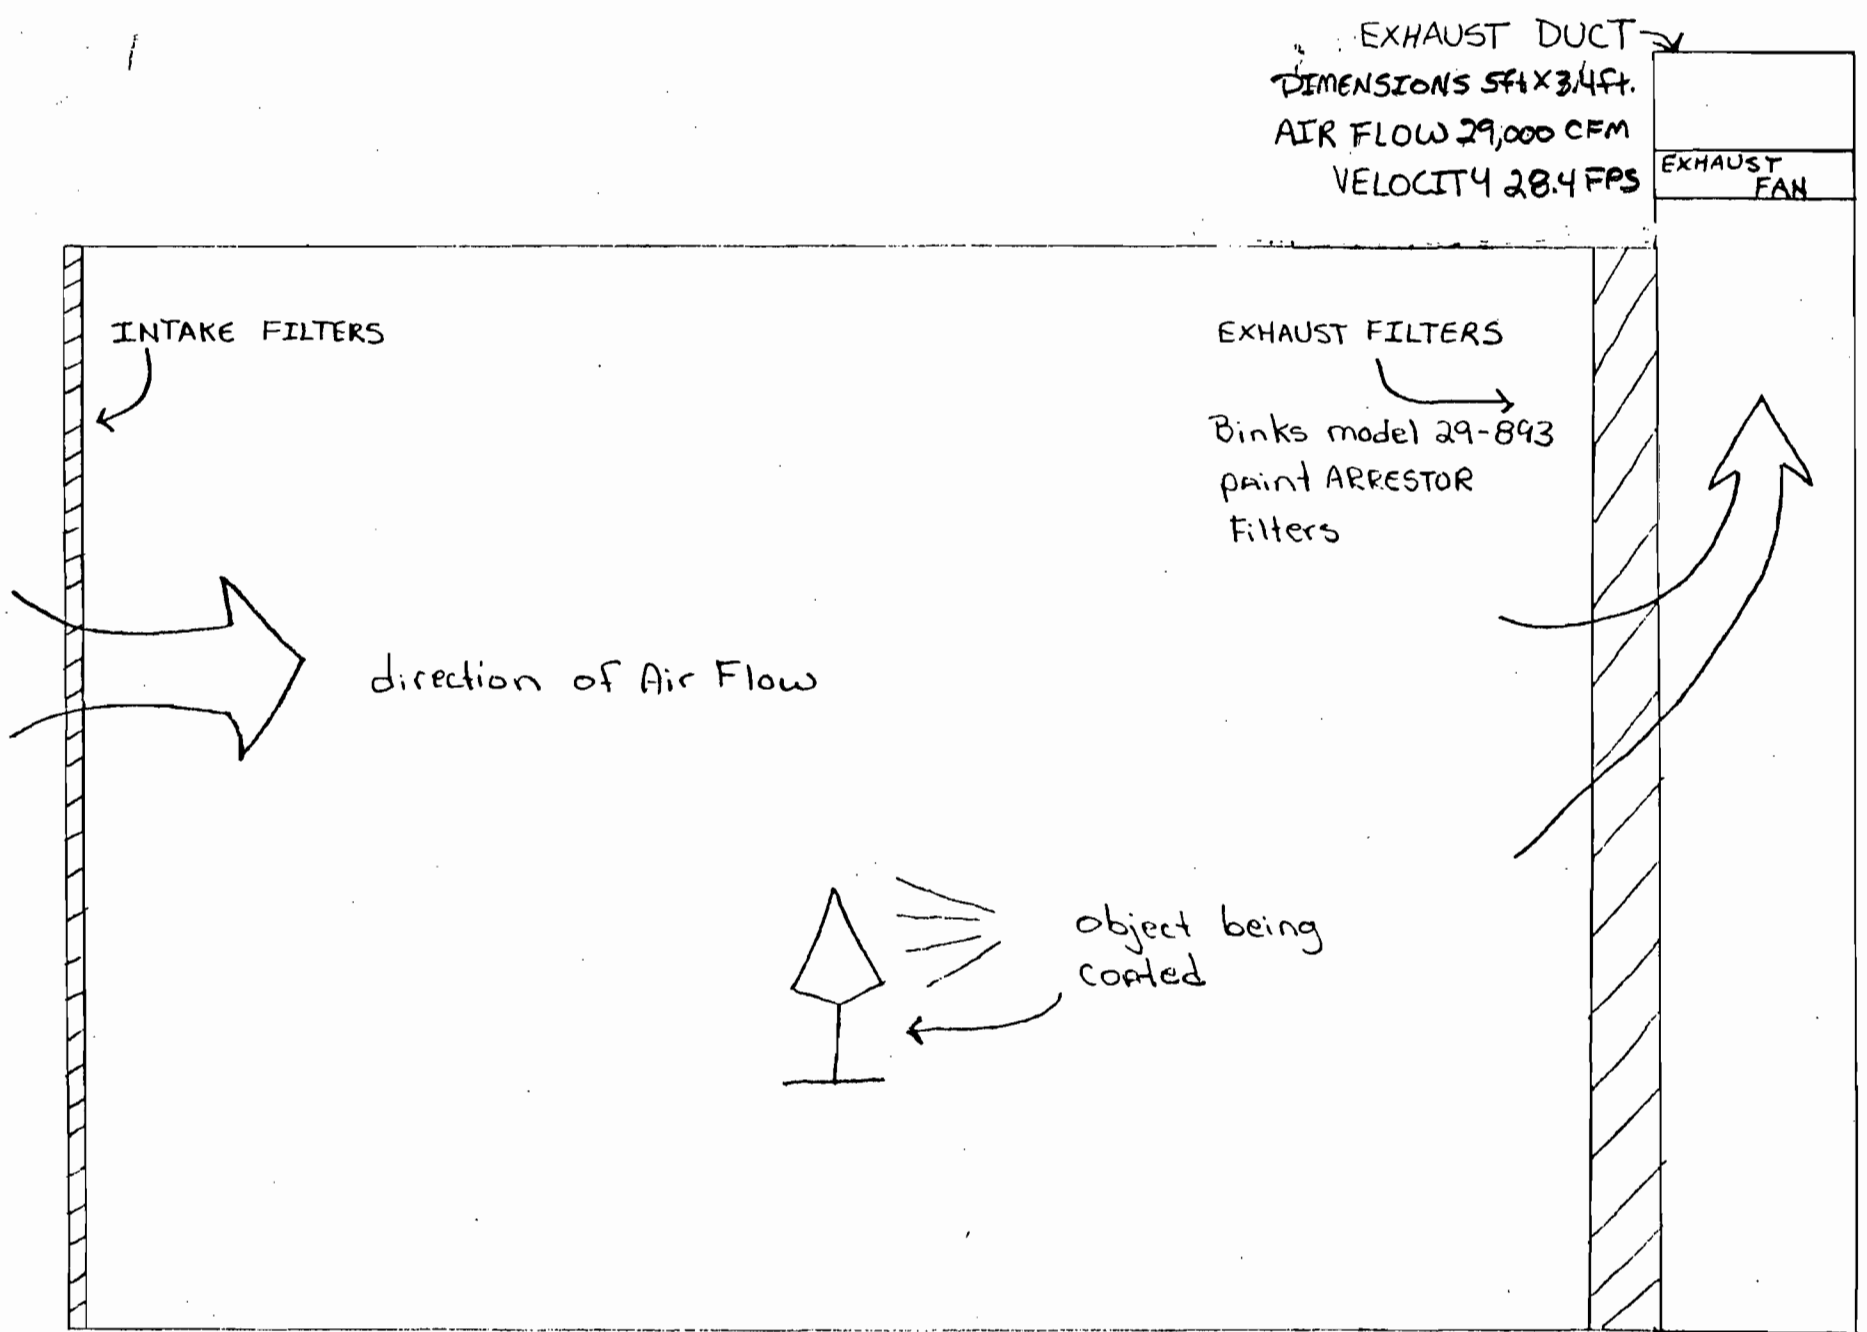 EXHAUST DUCT
DIMENSIONS 5ft X 3.4ft.
AIR FLOW 29,000 CFM
VELOCITY 28.4 FPS
EXHAUST
FAN
INTAKE FILTERS
EXHAUST FILTERS
Binks model 29-893
paint ARRESTOR
Filters
direction of Air Flow
object being
coated